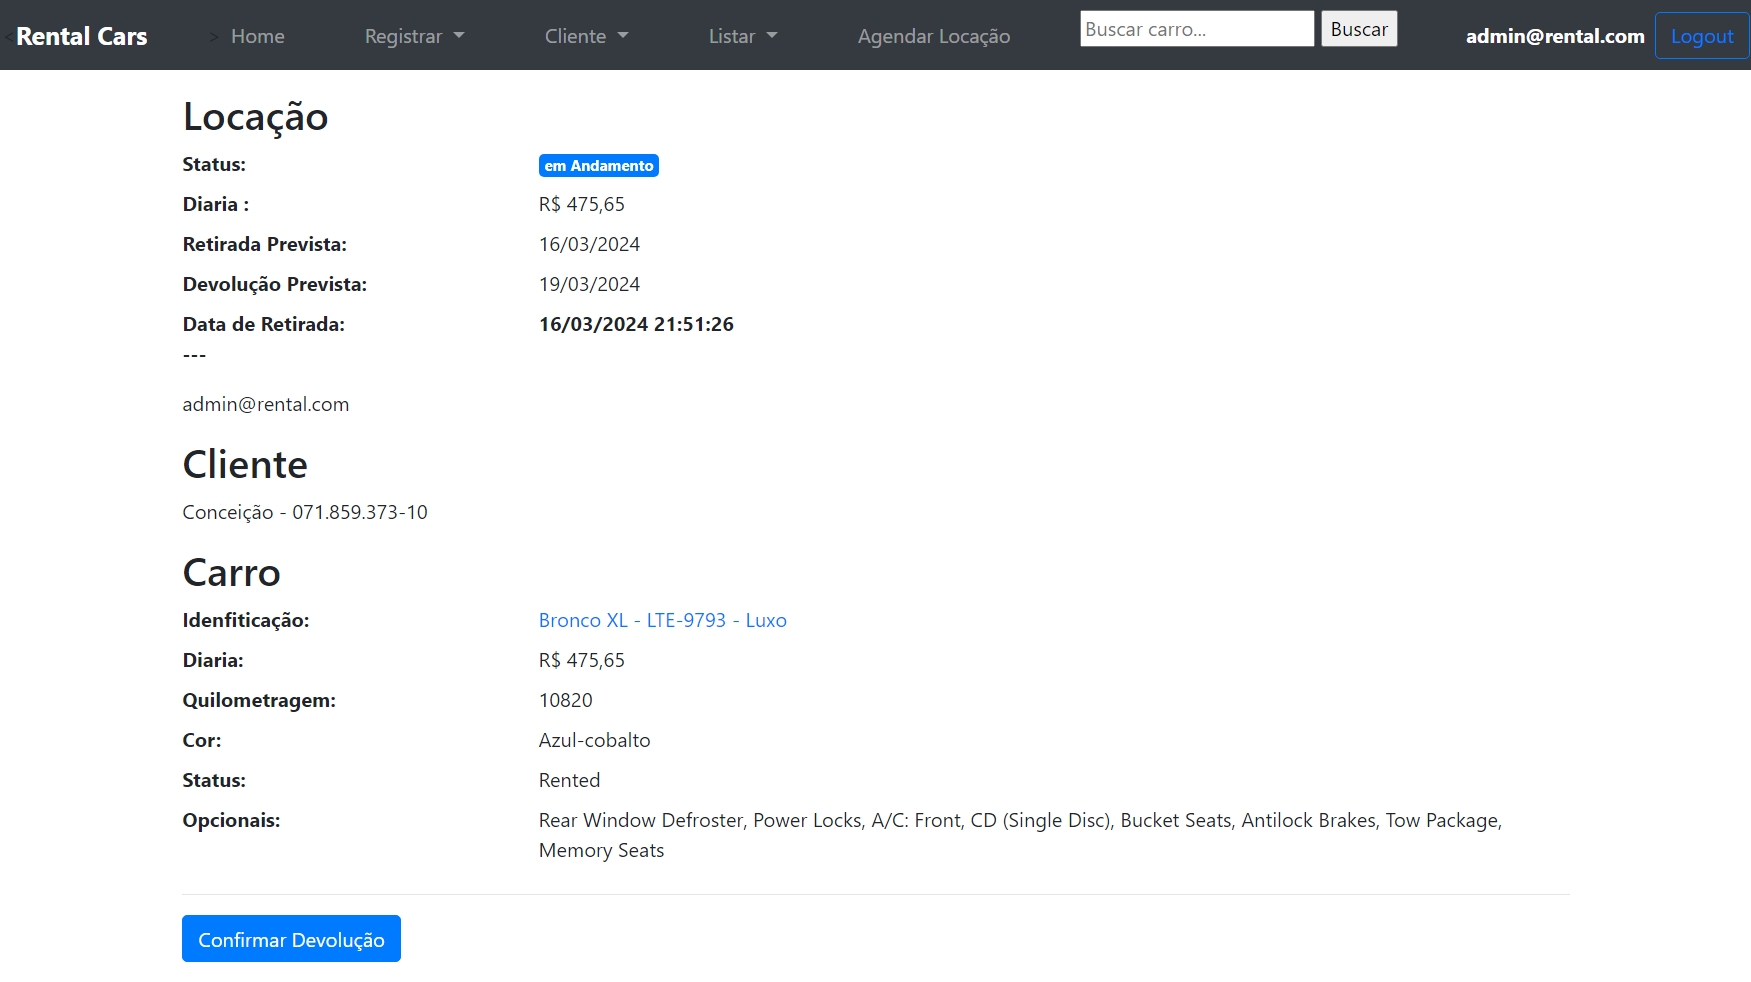 <Rental Cars > Home Registrar Cliente Listar Agendar Locação Buscar carro... Buscar admin@rental.com Logout
Locação
Status: em Andamento
Diaria : R$ 475,65
Retirada Prevista: 16/03/2024
Devolução Prevista: 19/03/2024
Data de Retirada: 16/03/2024 21:51:26
---
admin@rental.com
Cliente
Conceição - 071.859.373-10
Carro
Idenfiticação: Bronco XL - LTE-9793 - Luxo
Diaria: R$ 475,65
Quilometragem: 10820
Cor: Azul-cobalto
Status: Rented
Opcionais: Rear Window Defroster, Power Locks, A/C: Front, CD (Single Disc), Bucket Seats, Antilock Brakes, Tow Package,
Memory Seats
Confirmar Devolução